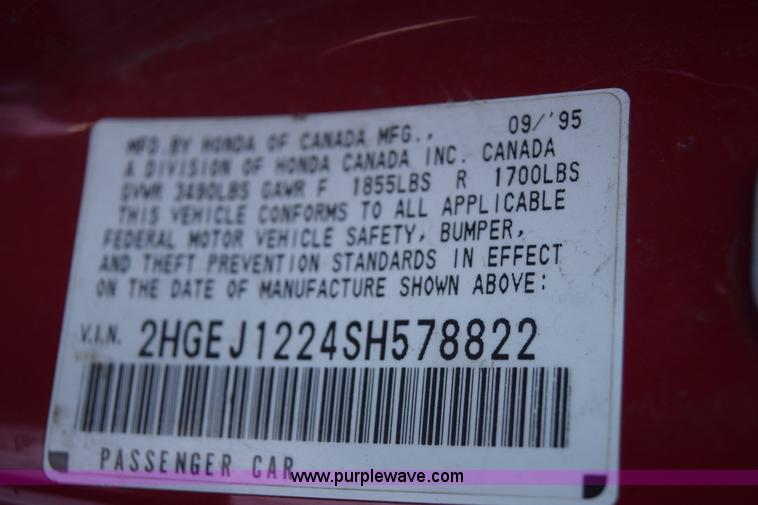 MFD. BY HONDA OF CANADA MFG., 09/'95
A DIVISION OF HONDA CANADA INC. CANADA
GVWR 3490LBS GAWR F 1855LBS R 1700LBS
THIS VEHICLE CONFORMS TO ALL APPLICABLE
FEDERAL MOTOR VEHICLE SAFETY, BUMPER,
AND THEFT PREVENTION STANDARDS IN EFFECT
ON THE DATE OF MANUFACTURE SHOWN ABOVE:
V.I.N. 2HGEJ1224SH578822
PASSENGER CAR
www.purplewave.com